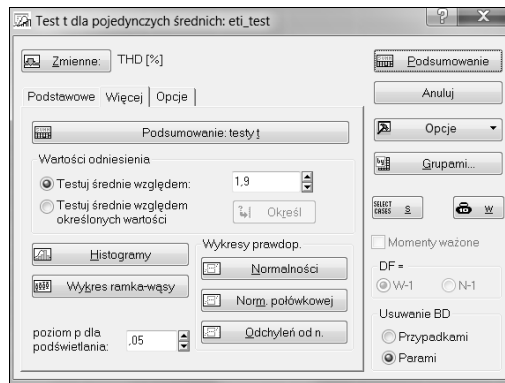 Test t dla pojedynczych średnich: eti_test
? X
Zmienne: THD [%]
Podstawowe Więcej Opcje
Podsumowanie: testy t
Wartości odniesienia
Testuj średnie względem: 1,9
Testuj średnie względem
określonych wartości
Określ
Histogramy
Wykres ramka-wąsy
poziom p dla
podświetlania: ,05
Wykresy prawdop.
Normalności
Norm. połówkowej
Odchyleń od n.
Podsumowanie
Anuluj
Opcje
Grupami...
SELECT
CASES S
W
Momenty ważone
DF =
W-1 N-1
Usuwanie BD
Przypadkami
Parami